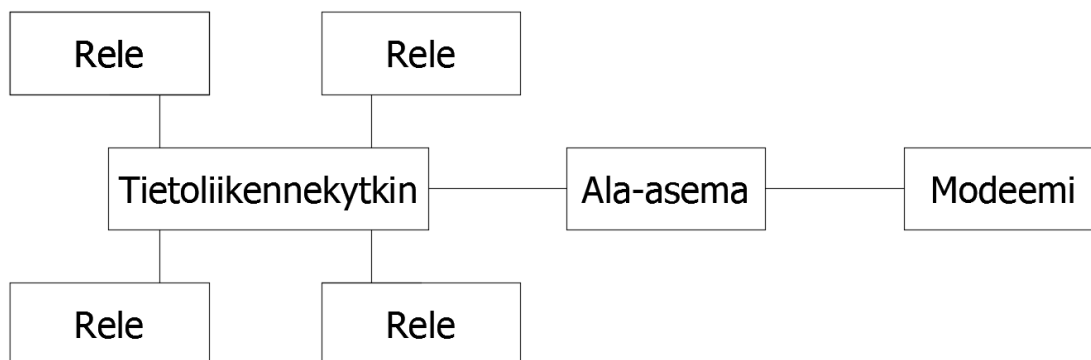 Rele
Rele
Tietoliikennekytkin
Ala-asema
Modeemi
Rele
Rele